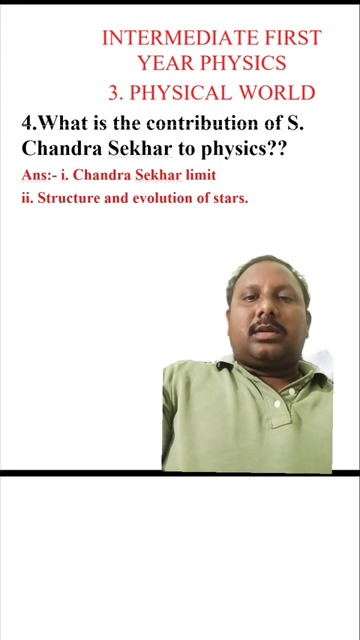 INTERMEDIATE FIRST
YEAR PHYSICS
3. PHYSICAL WORLD
4.What is the contribution of S.
Chandra Sekhar to physics??
Ans:- i. Chandra Sekhar limit
ii. Structure and evolution of stars.